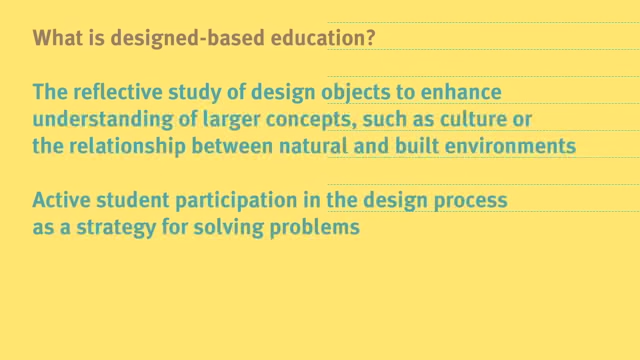 What is designed-based education?
The reflective study of design objects to enhance
understanding of larger concepts, such as culture or
the relationship between natural and built environments
Active student participation in the design process
as a strategy for solving problems